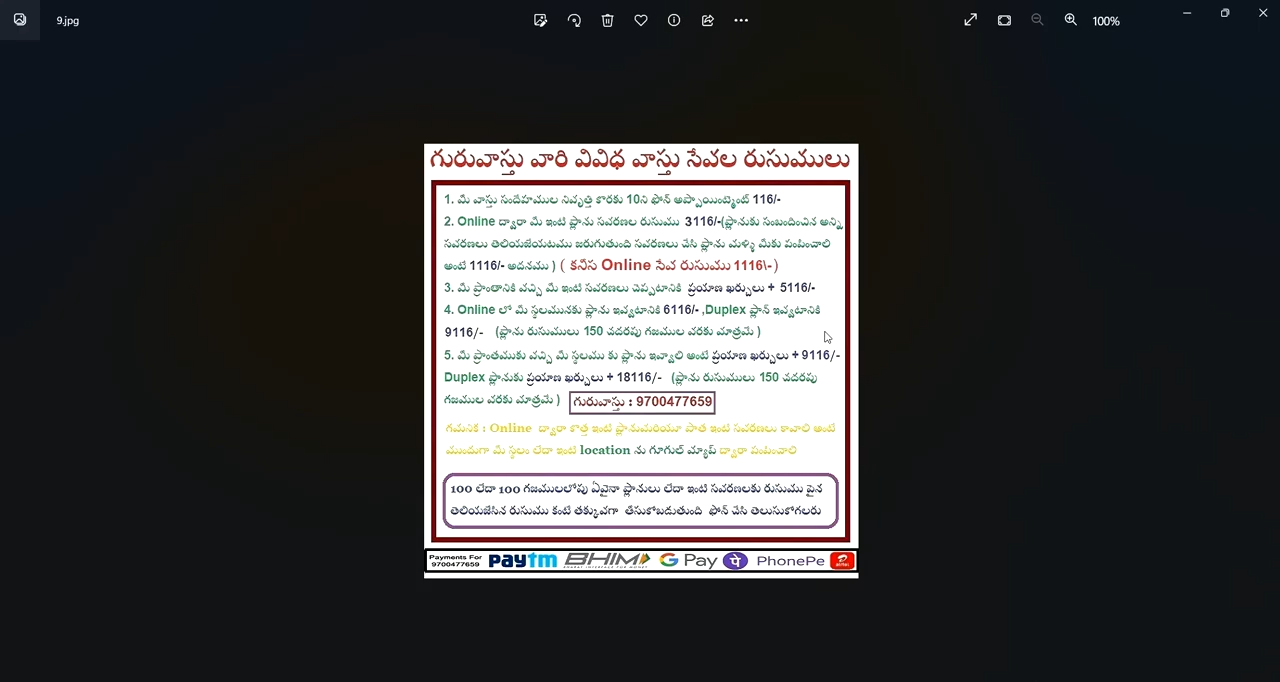 9.jpg
100%
గురువాస్తు వారి వివిధ వాస్తు సేవల రుసుములు
1. మీ వాస్తు సందేహముల నివృత్తి కొరకు 10ని ఫోన్ అప్పాయింట్మెంట్ 116/-
2. Online ద్వారా మీ ఇంటి ప్లాను సవరణల రుసుము 3116/-(ప్లానుకు సంబందించిన అన్ని
సవరణలు తెలియజేయటము జరుగుతుంది సవరణలు చేసి ప్లాను మళ్ళి మీకు పంపించాలి
అంటే 1116/- అదనము ) ( కనీస Online సేవ రుసుము 1116\-)
3. మీ ప్రాంతానికి వచ్చి మీ ఇంటి సవరణలు చెప్పటానికి ప్రయాణ ఖర్చులు + 5116/-
4. Online లో మీ స్థలమునకు ప్లాను ఇవ్వటానికి 6116/- ,Duplex ప్లాన్ ఇవ్వటానికి
9116/- (ప్లాను రుసుములు 150 చదరపు గజముల వరకు మాత్రమే )
5. మీ ప్రాంతముకు వచ్చి మీ స్థలము కు ప్లాను ఇవ్వాలి అంటే ప్రయాణ ఖర్చులు + 9116/-
Duplex ప్లానుకు ప్రయాణ ఖర్చులు + 18116/- (ప్లాను రుసుములు 150 చదరపు
గజముల వరకు మాత్రమే ) గురువాస్తు : 9700477659
గమనిక : Online ద్వారా కొత్త ఇంటి ప్లానుమరియూ పాత ఇంటి సవరణలు కావాలి అంటే
ముందుగా మీ స్థలం లేదా ఇంటి location ను గూగుల్ మ్యాప్ ద్వారా పంపించాలి
100 లేదా 100 గజములలోపు ఏవైనా ప్లానులు లేదా ఇంటి సవరణలకు రుసుము పైన
తెలియజేసిన రుసుము కంటే తక్కువగా తీసుకోబడుతుంది ఫోన్ చేసి తెలుసుకోగలరు
Payments For
9700477659
paytm BHIM G Pay PhonePe airtel